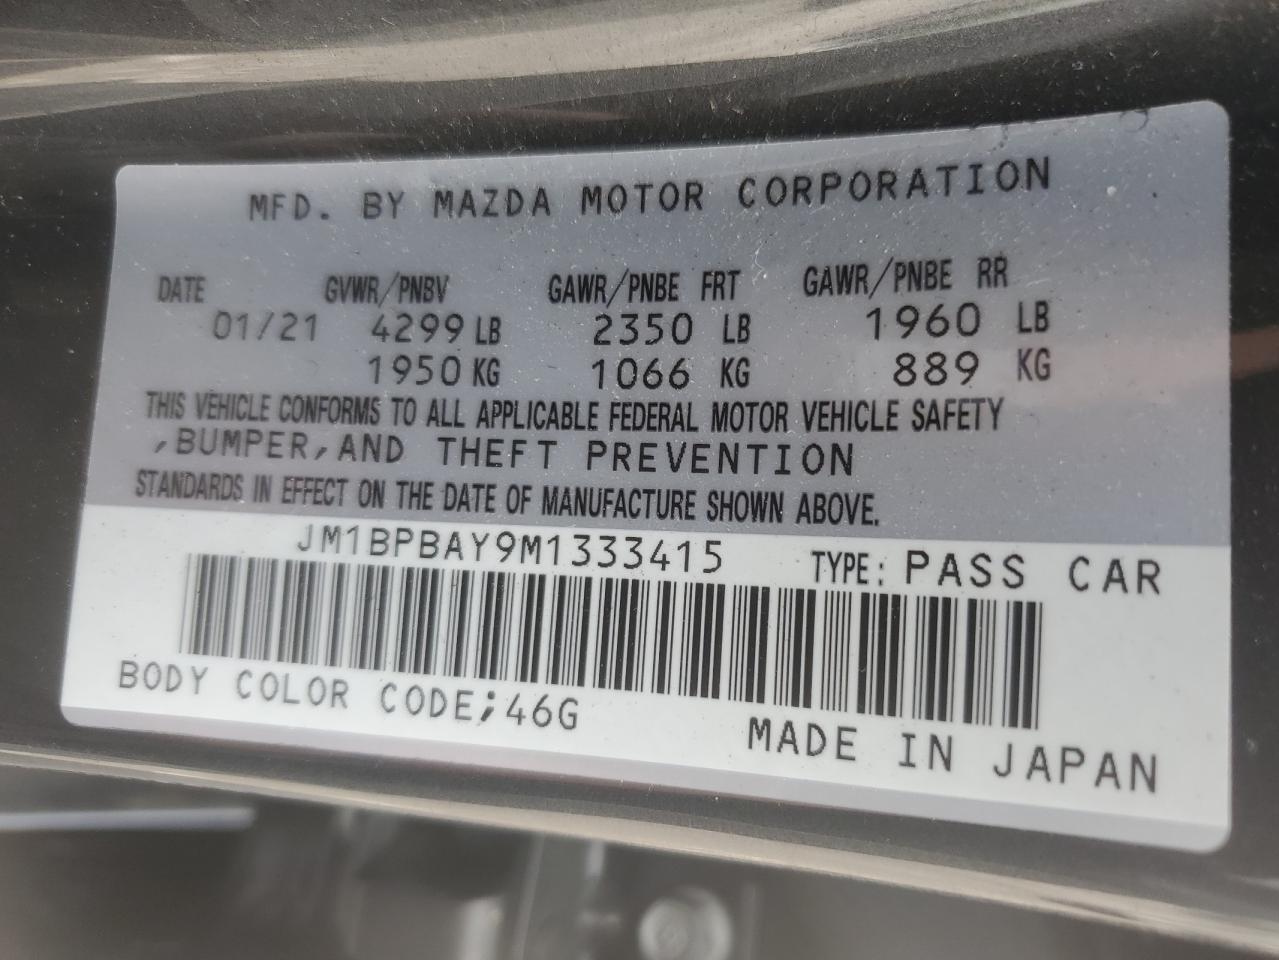 MFD. BY MAZDA MOTOR CORPORATION
DATE GVWR/PNBV GAWR/PNBE FRT GAWR/PNBE RR
01/21 4299 LB 2350 LB 1960 LB
1950 KG 1066 KG 889 KG
THIS VEHICLE CONFORMS TO ALL APPLICABLE FEDERAL MOTOR VEHICLE SAFETY
,BUMPER,AND THEFT PREVENTION
STANDARDS IN EFFECT ON THE DATE OF MANUFACTURE SHOWN ABOVE.
JM1BPBAY9M1333415 TYPE: PASS CAR
BODY COLOR CODE;46G
MADE IN JAPAN